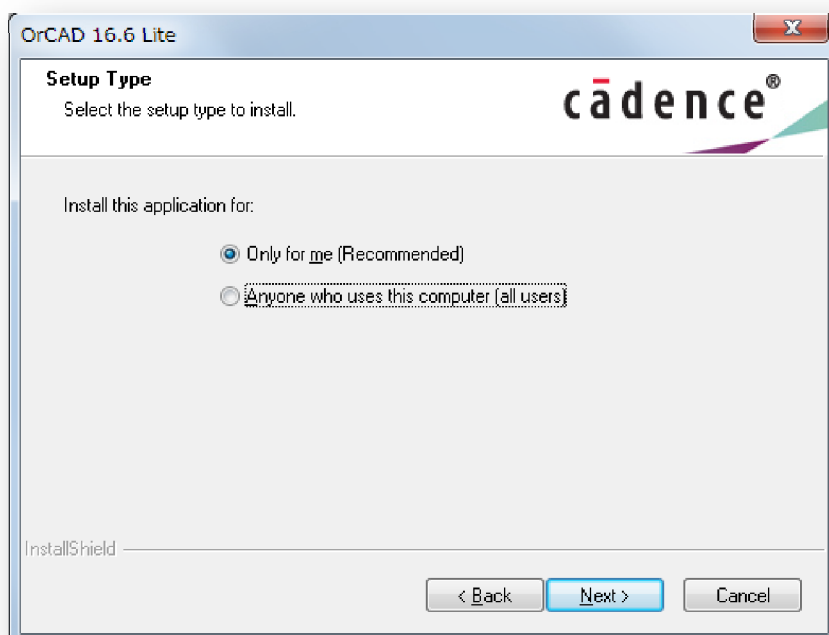 OrCAD 16.6 Lite
X
Setup Type
Select the setup type to install.
cādence®
Install this application for:
Only for me (Recommended)
Anyone who uses this computer (all users)
InstallShield
< Back
Next >
Cancel